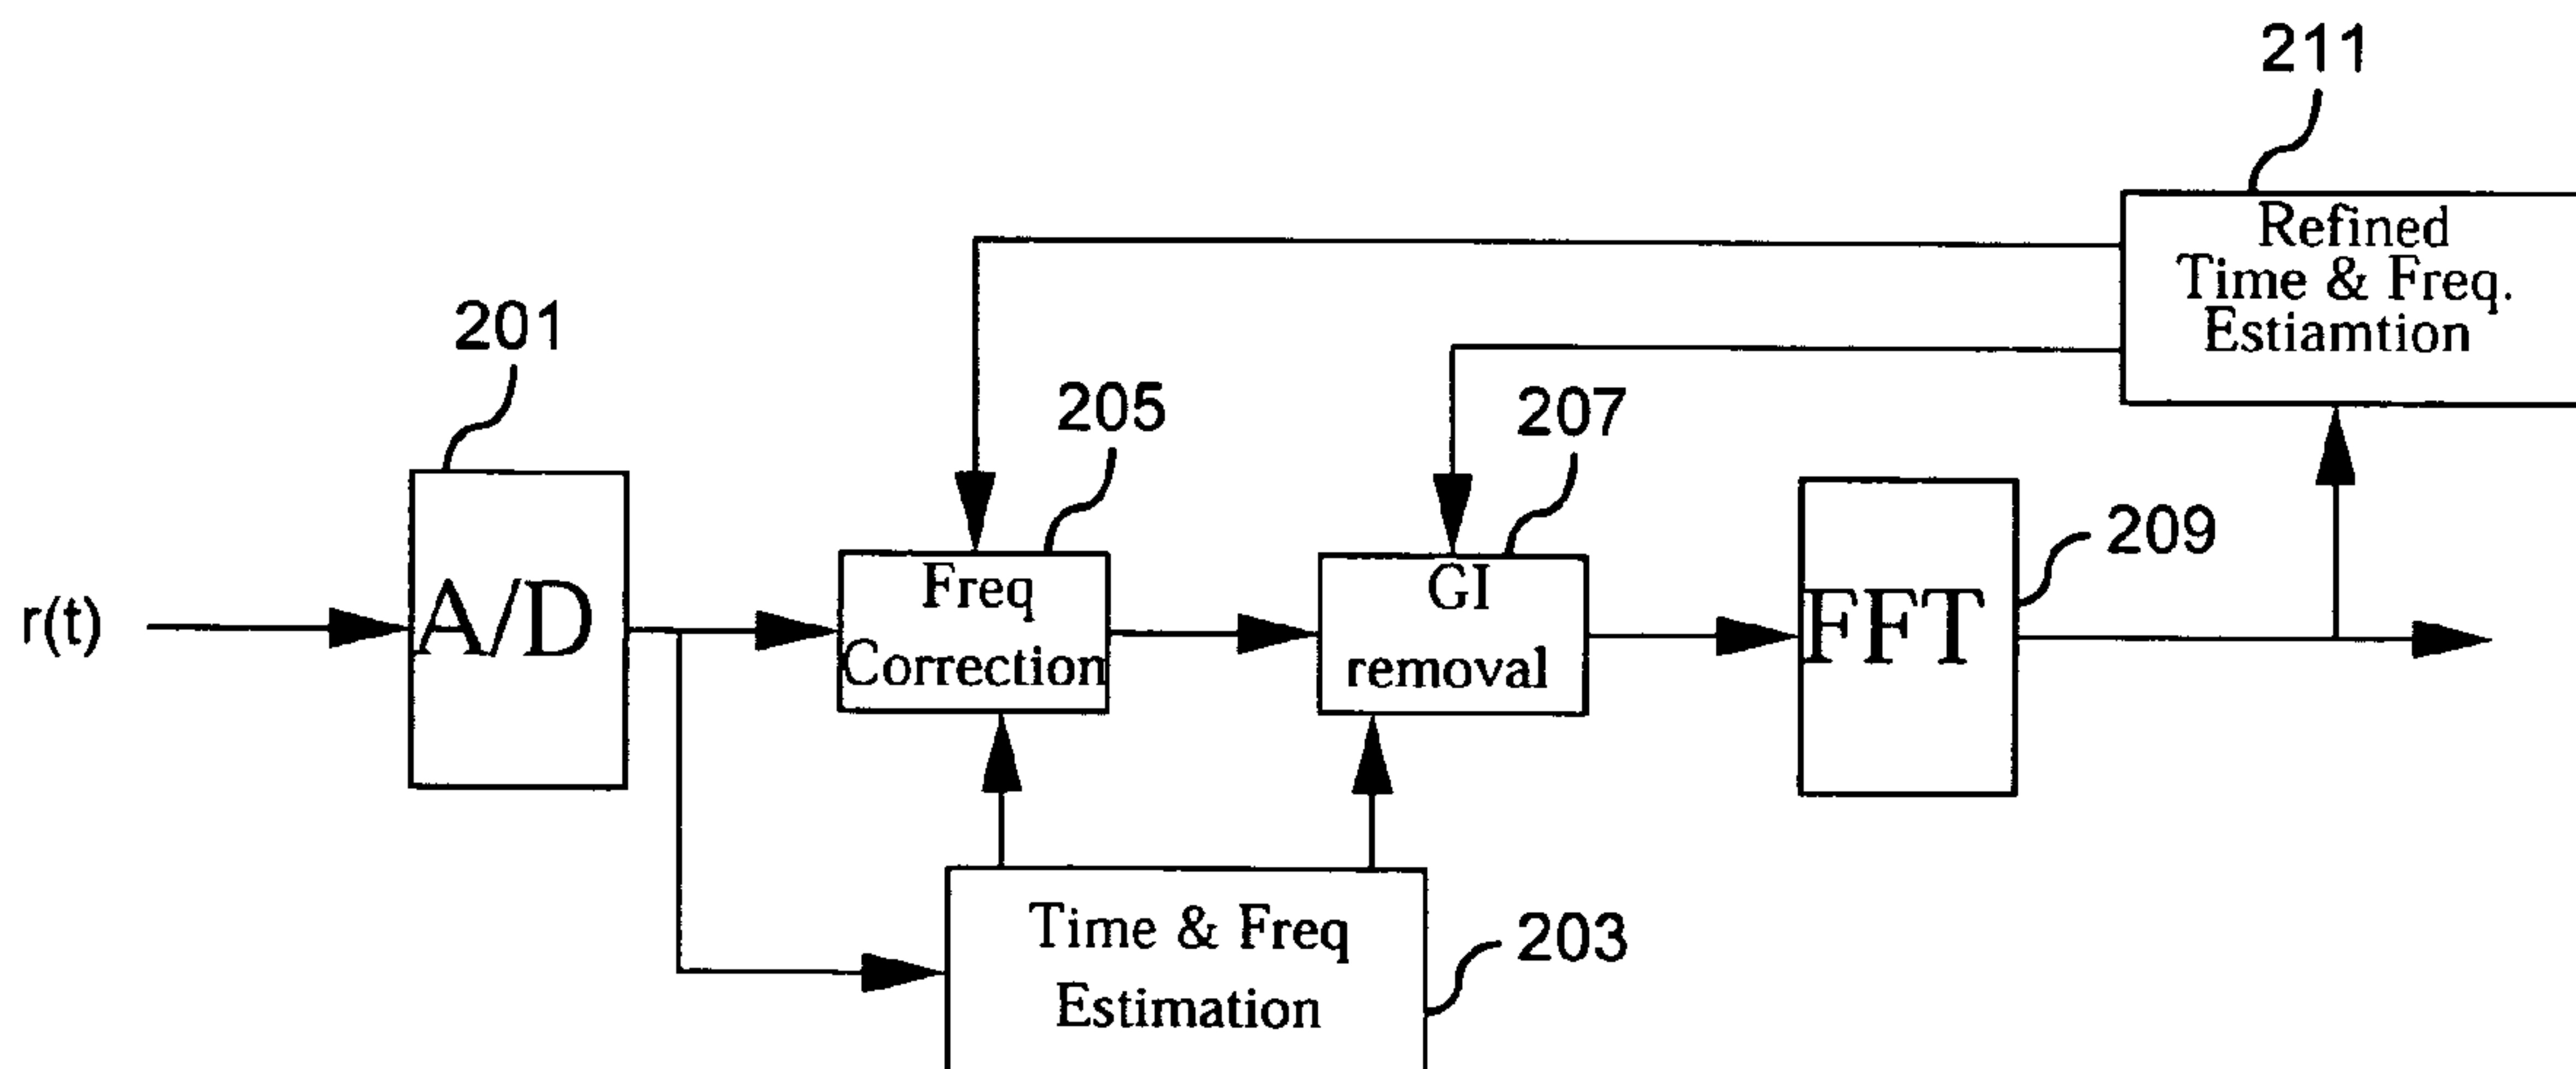 211
Refined
Time & Freq.
Estiamtion
201
205
207
209
r(t)
A/D
Freq
Correction
GI
removal
FFT
Time & Freq
Estimation
203